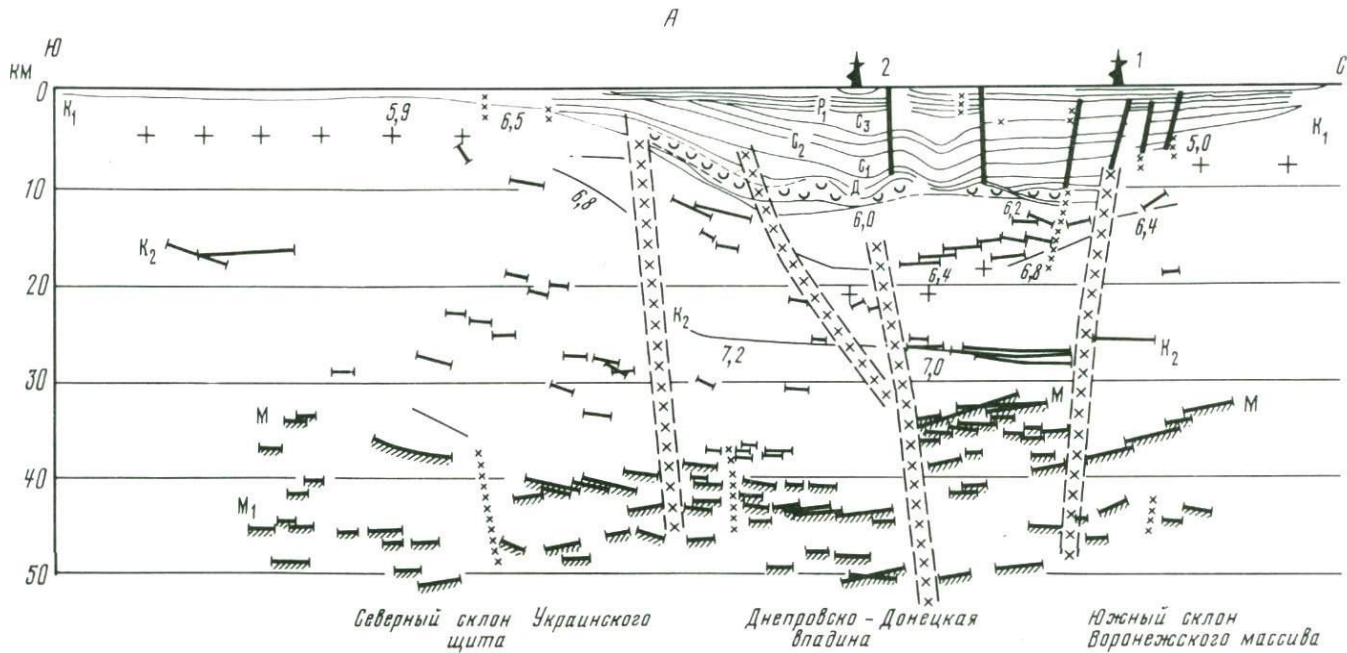 А
Ю
С
км
2
1
0
К₁
5,9
6,5
Р₁
С₃
С₂
С₁
Д
5,0
К₁
10
6,8
6,0
6,2
6,4
К₂
6,4
6,8
20
К₂
7,2
7,0
К₂
30
М
М
М
40
М₁
50
Северный склон Украинского
щита
Днепровско - Донецкая
впадина
Южный склон
Воронежского массива